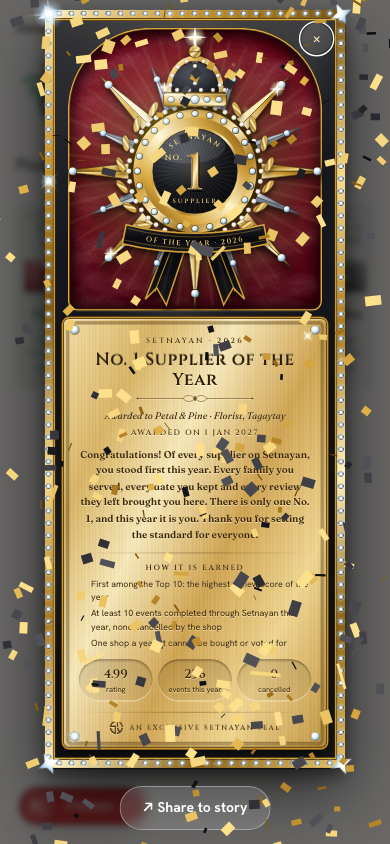 ×
SETNAYAN
NO.
1
SUPPLIER
OF THE YEAR · 2026
SETNAYAN · 2026
No. 1 Supplier of the
Year
Awarded to Petal & Pine · Florist, Tagaytay
AWARDED ON 1 JAN 2027
Congratulations! Of every supplier on Setnayan,
you stood first this year. Every family you
served, every date you kept and every review
they left brought you here. There is only one No.
1, and this year it is you. Thank you for setting
the standard for everyone.
HOW IT IS EARNED
First among the Top 10: the highest review score of the
year
At least 10 events completed through Setnayan this
year, none cancelled by the shop
One shop a year. It cannot be bought or voted for
4.99
rating
events this year
0
cancelled
AN EXCLUSIVE SETNAYAN SEAL
↗ Share to story